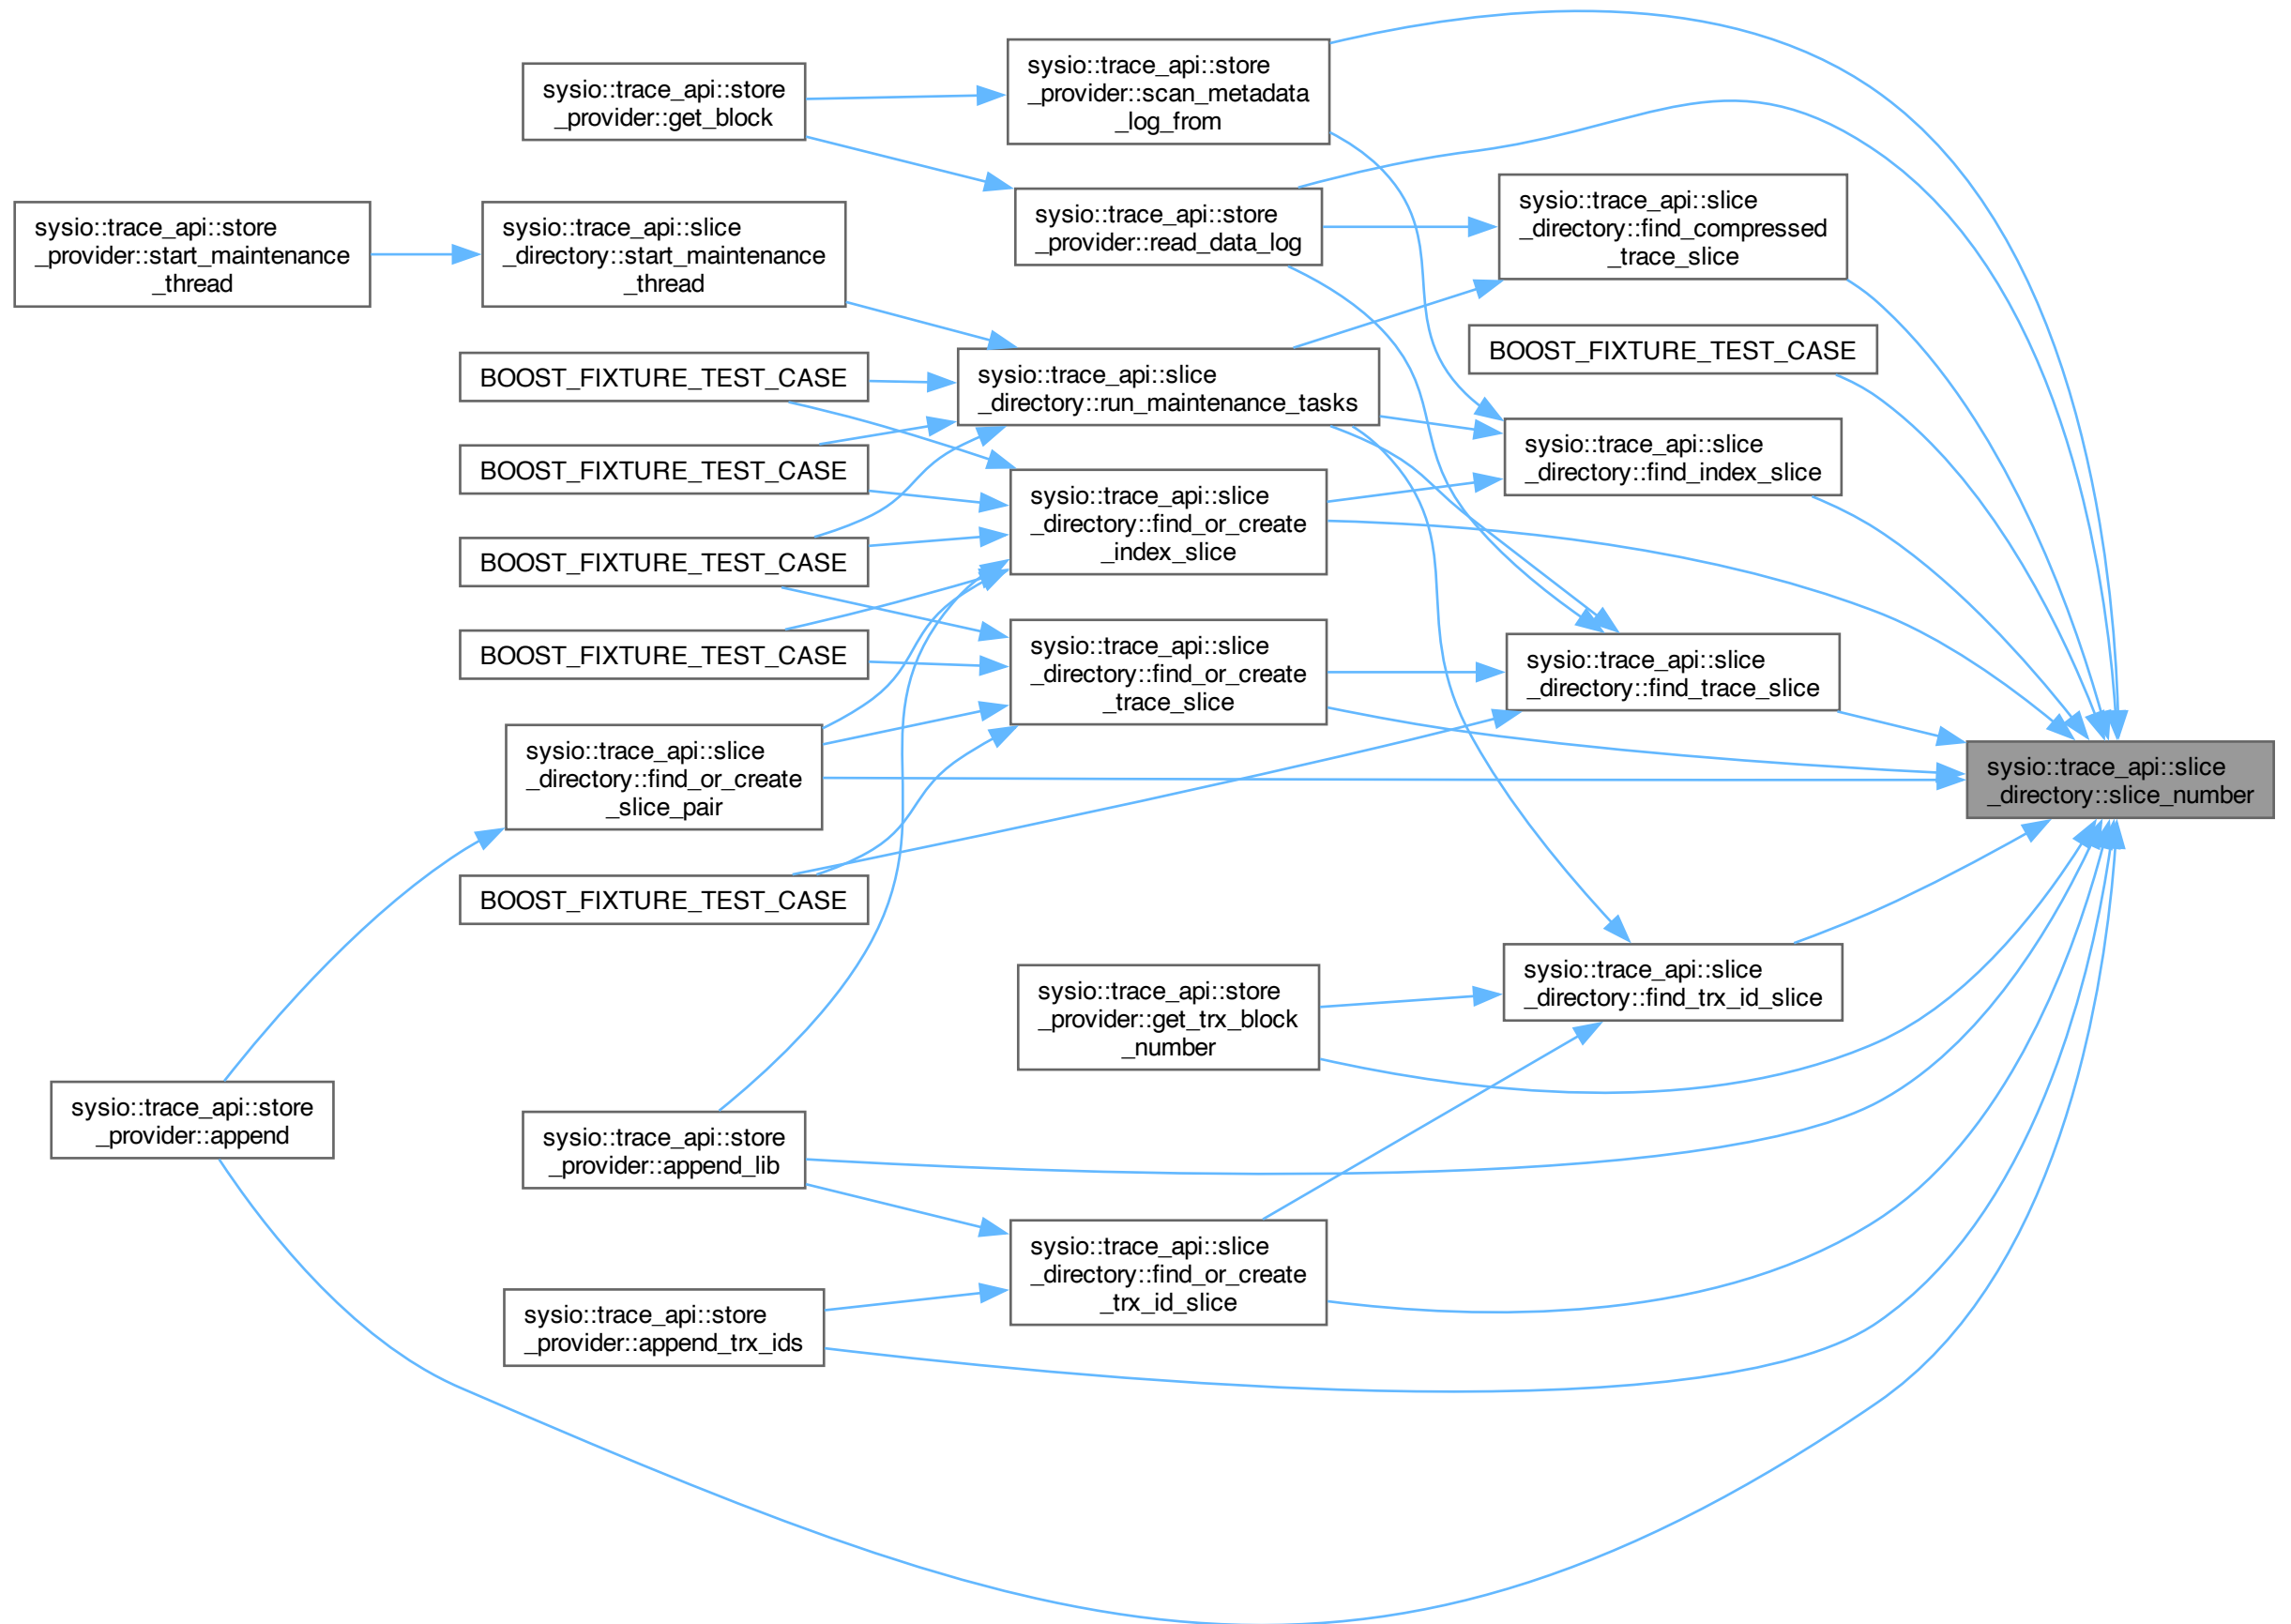 sysio::trace_api::store
_provider::get_block
sysio::trace_api::store
_provider::scan_metadata
_log_from
sysio::trace_api::store
_provider::read_data_log
sysio::trace_api::slice
_directory::find_compressed
_trace_slice
sysio::trace_api::store
_provider::start_maintenance
_thread
sysio::trace_api::slice
_directory::start_maintenance
_thread
BOOST_FIXTURE_TEST_CASE
BOOST_FIXTURE_TEST_CASE
sysio::trace_api::slice
_directory::run_maintenance_tasks
sysio::trace_api::slice
_directory::find_index_slice
BOOST_FIXTURE_TEST_CASE
sysio::trace_api::slice
_directory::find_or_create
_index_slice
BOOST_FIXTURE_TEST_CASE
BOOST_FIXTURE_TEST_CASE
sysio::trace_api::slice
_directory::find_or_create
_trace_slice
sysio::trace_api::slice
_directory::find_trace_slice
sysio::trace_api::slice
_directory::find_or_create
_slice_pair
sysio::trace_api::slice
_directory::slice_number
BOOST_FIXTURE_TEST_CASE
sysio::trace_api::store
_provider::get_trx_block
_number
sysio::trace_api::slice
_directory::find_trx_id_slice
sysio::trace_api::store
_provider::append
sysio::trace_api::store
_provider::append_lib
sysio::trace_api::slice
_directory::find_or_create
_trx_id_slice
sysio::trace_api::store
_provider::append_trx_ids